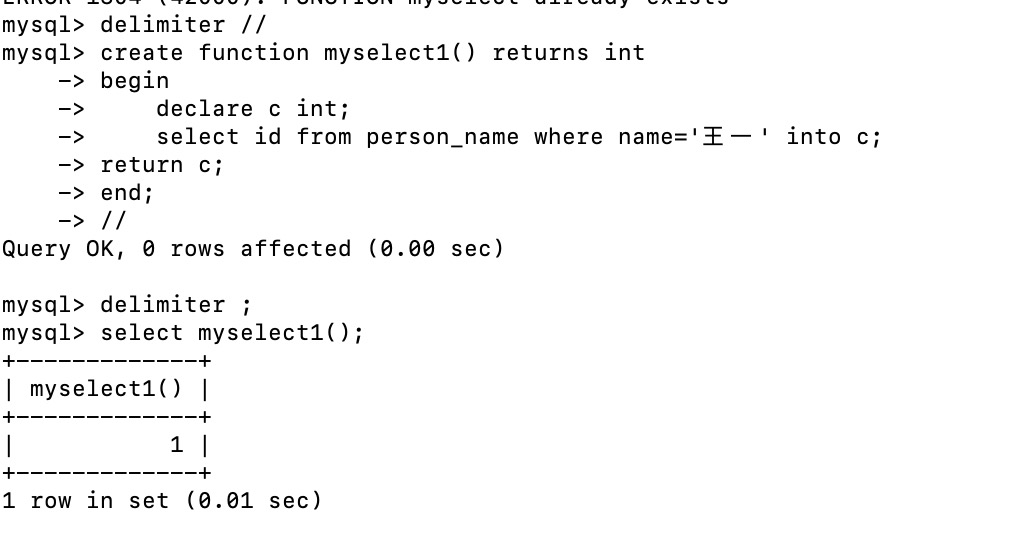 ERROR 1304 (42000): FUNCTION myselect already exists
mysql> delimiter //
mysql> create function myselect1() returns int
    -> begin
    ->     declare c int;
    ->     select id from person_name where name='王一' into c;
    -> return c;
    -> end;
    -> //
Query OK, 0 rows affected (0.00 sec)

mysql> delimiter ;
mysql> select myselect1();
+-------------+
| myselect1() |
+-------------+
|           1 |
+-------------+
1 row in set (0.01 sec)